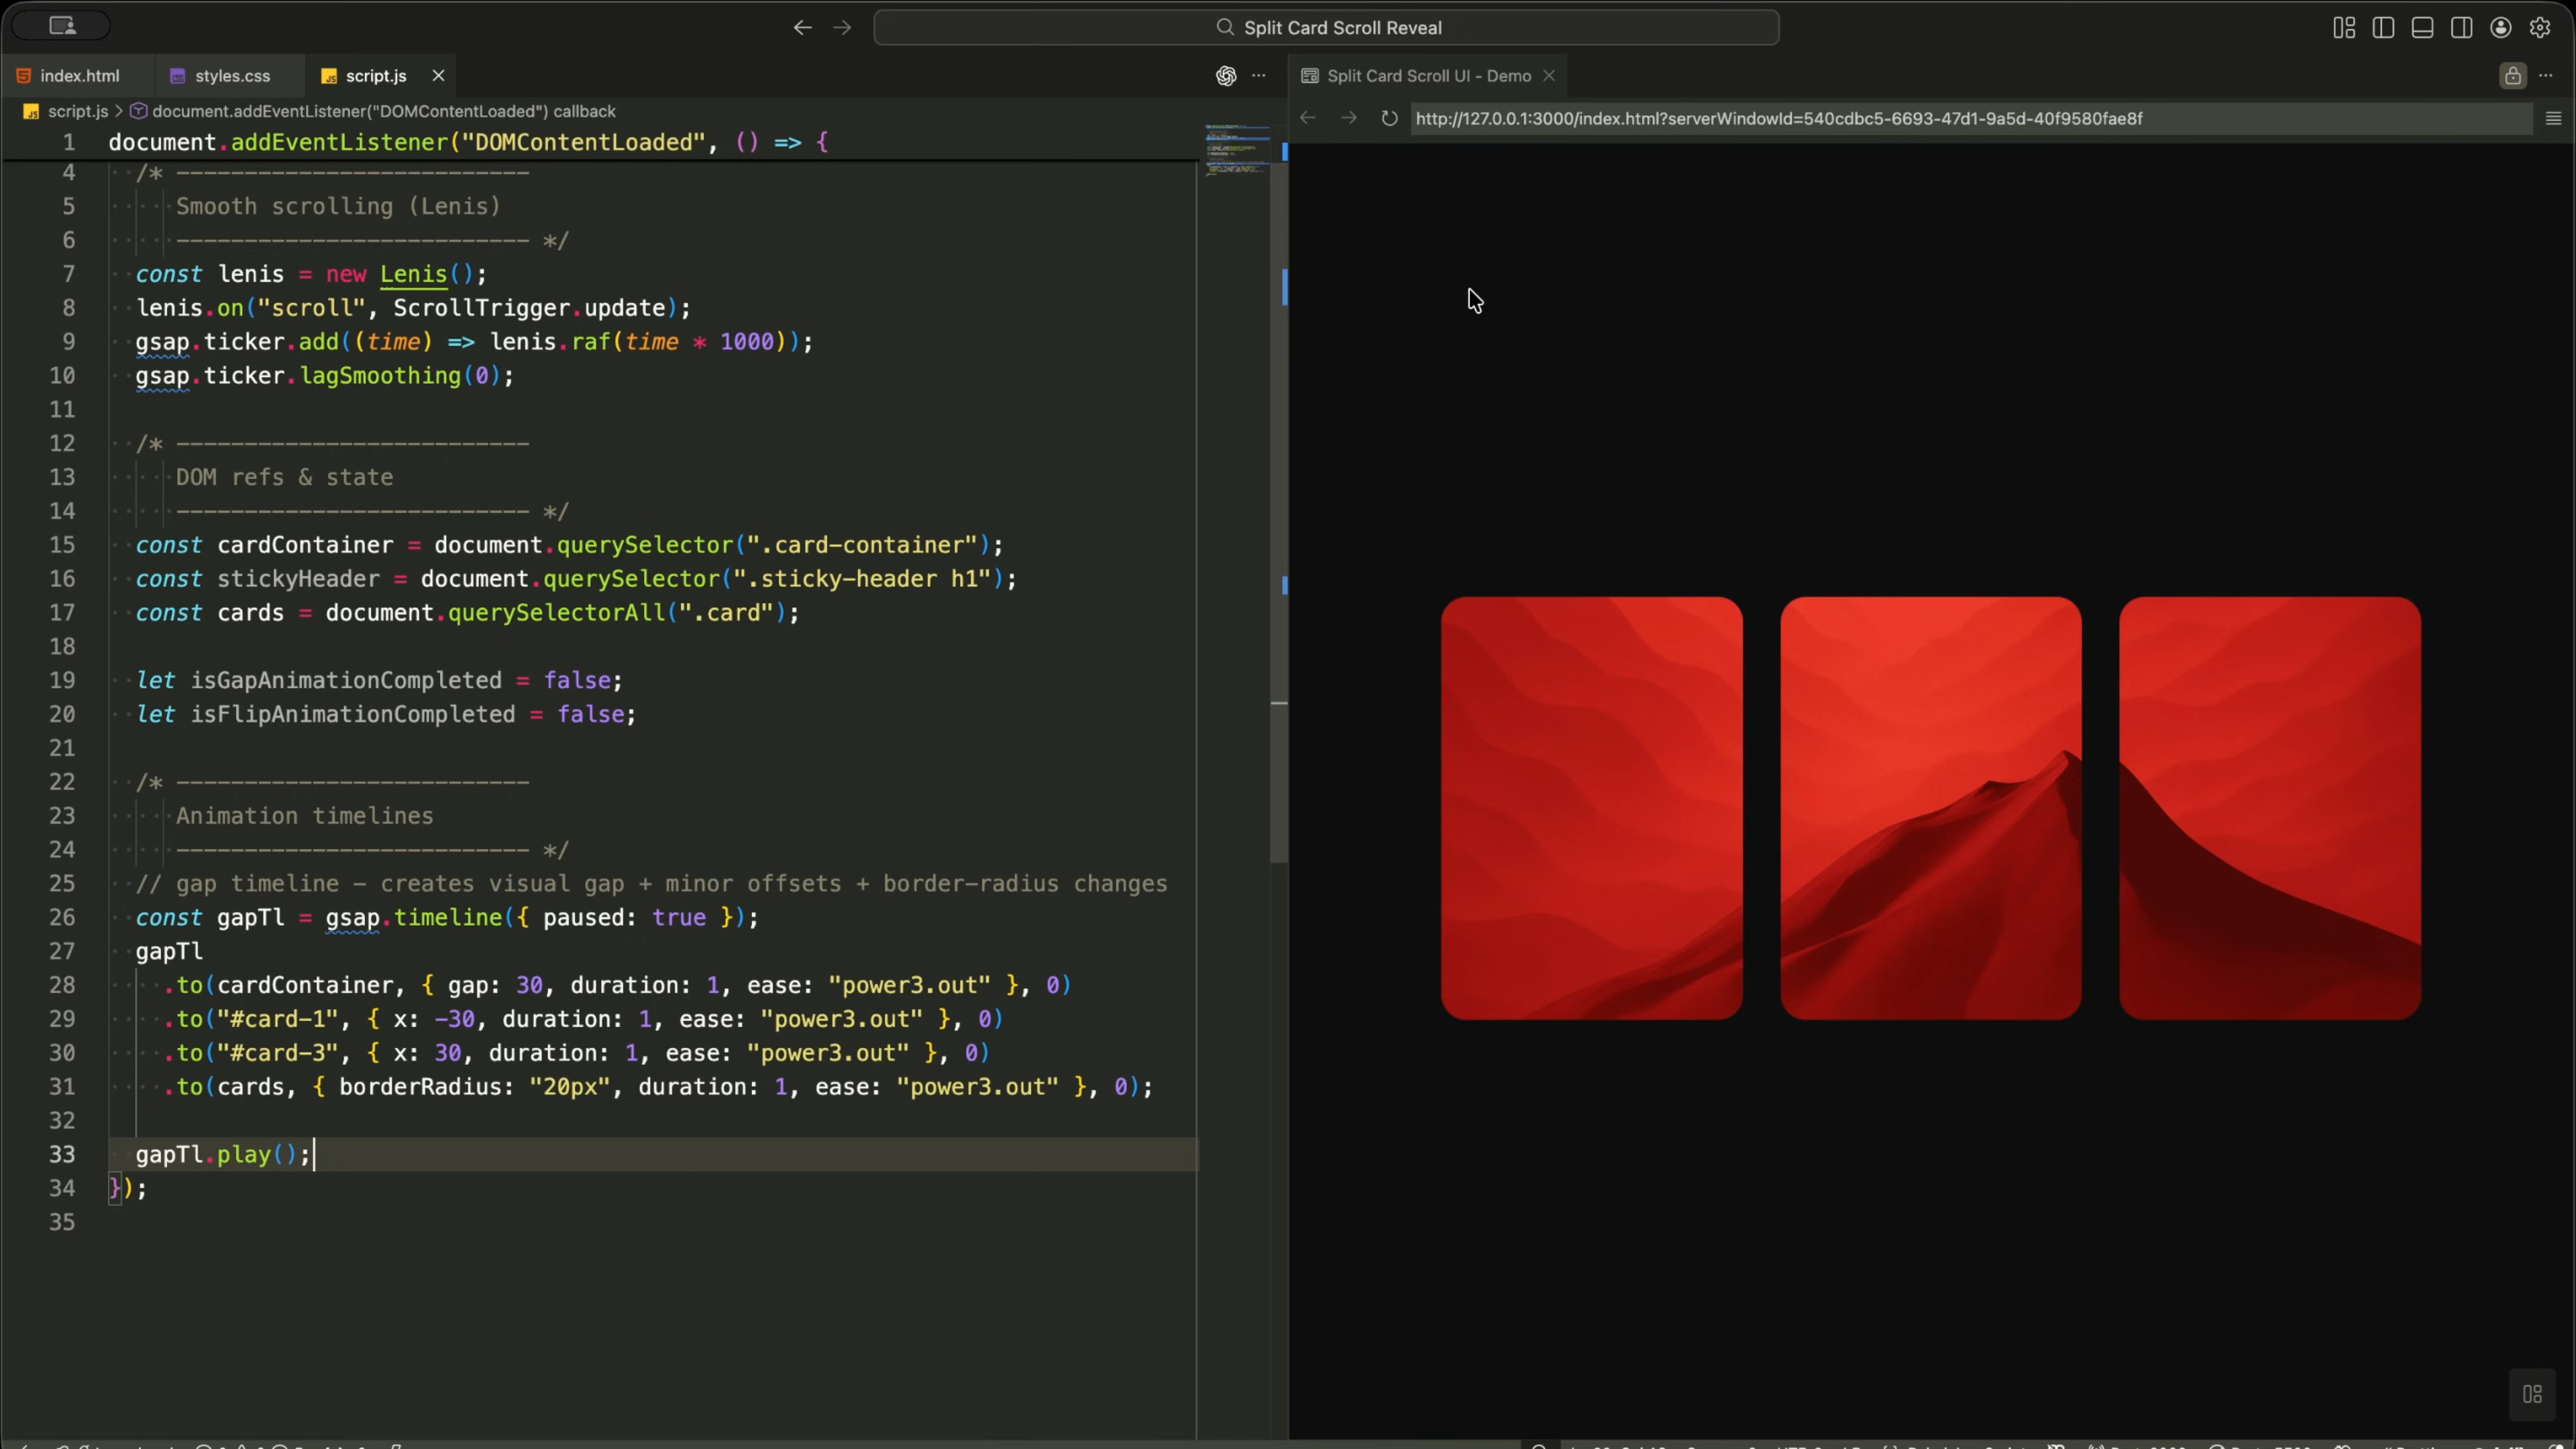 Split Card Scroll Reveal
index.html
styles.css
script.js
script.js > document.addEventListener("DOMContentLoaded") callback
1 document.addEventListener("DOMContentLoaded", () => {
4 /* --------------------------
5 Smooth scrolling (Lenis)
6 -------------------------- */
7 const lenis = new Lenis();
8 lenis.on("scroll", ScrollTrigger.update);
9 gsap.ticker.add((time) => lenis.raf(time * 1000));
10 gsap.ticker.lagSmoothing(0);
11
12 /* --------------------------
13 DOM refs & state
14 -------------------------- */
15 const cardContainer = document.querySelector(".card-container");
16 const stickyHeader = document.querySelector(".sticky-header h1");
17 const cards = document.querySelectorAll(".card");
18
19 let isGapAnimationCompleted = false;
20 let isFlipAnimationCompleted = false;
21
22 /* --------------------------
23 Animation timelines
24 -------------------------- */
25 // gap timeline – creates visual gap + minor offsets + border-radius changes
26 const gapTl = gsap.timeline({ paused: true });
27 gapTl
28 .to(cardContainer, { gap: 30, duration: 1, ease: "power3.out" }, 0)
29 .to("#card-1", { x: -30, duration: 1, ease: "power3.out" }, 0)
30 .to("#card-3", { x: 30, duration: 1, ease: "power3.out" }, 0)
31 .to(cards, { borderRadius: "20px", duration: 1, ease: "power3.out" }, 0);
32
33 gapTl.play();
34 });
35
Split Card Scroll UI - Demo
http://127.0.0.1:3000/index.html?serverWindowId=540cdbc5-6693-47d1-9a5d-40f9580fae8f